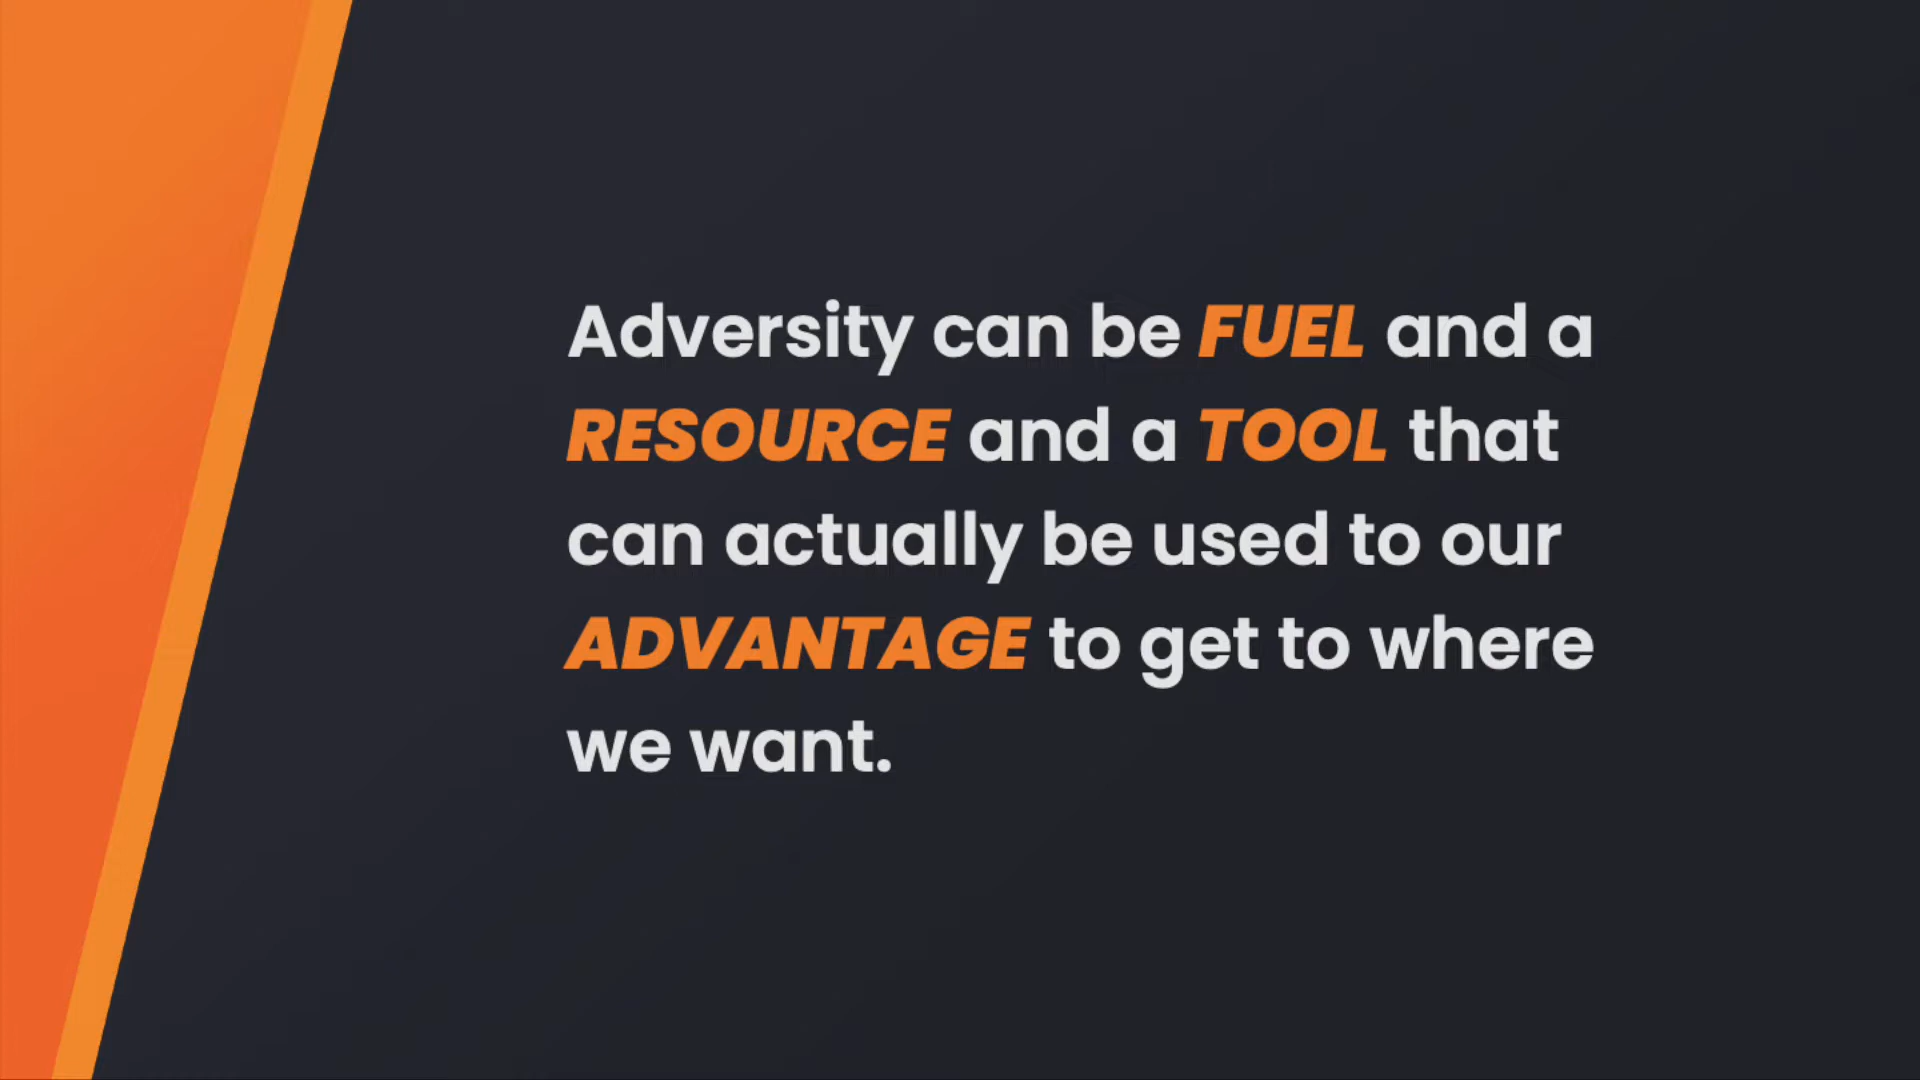 Adversity can be FUEL and a
RESOURCE and a TOOL that
can actually be used to our
ADVANTAGE to get to where
we want.